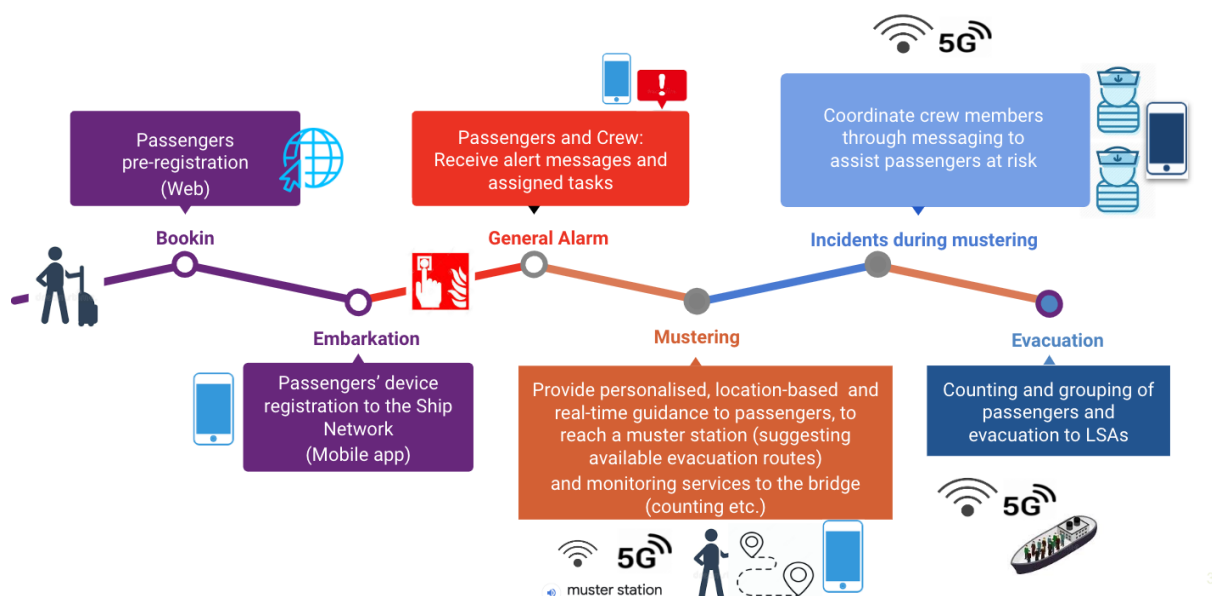 5G
Passengers
pre-registration
(Web)
Bookin
Passengers and Crew:
Receive alert messages and
assigned tasks
General Alarm
Coordinate crew members
through messaging to
assist passengers at risk
Incidents during mustering
Embarkation
Passengers’ device
registration to the Ship
Network
(Mobile app)
Mustering
Provide personalised, location-based and
real-time guidance to passengers, to
reach a muster station (suggesting
available evacuation routes)
and monitoring services to the bridge
(counting etc.)
5G
muster station
Evacuation
Counting and grouping of
passengers and
evacuation to LSAs
5G